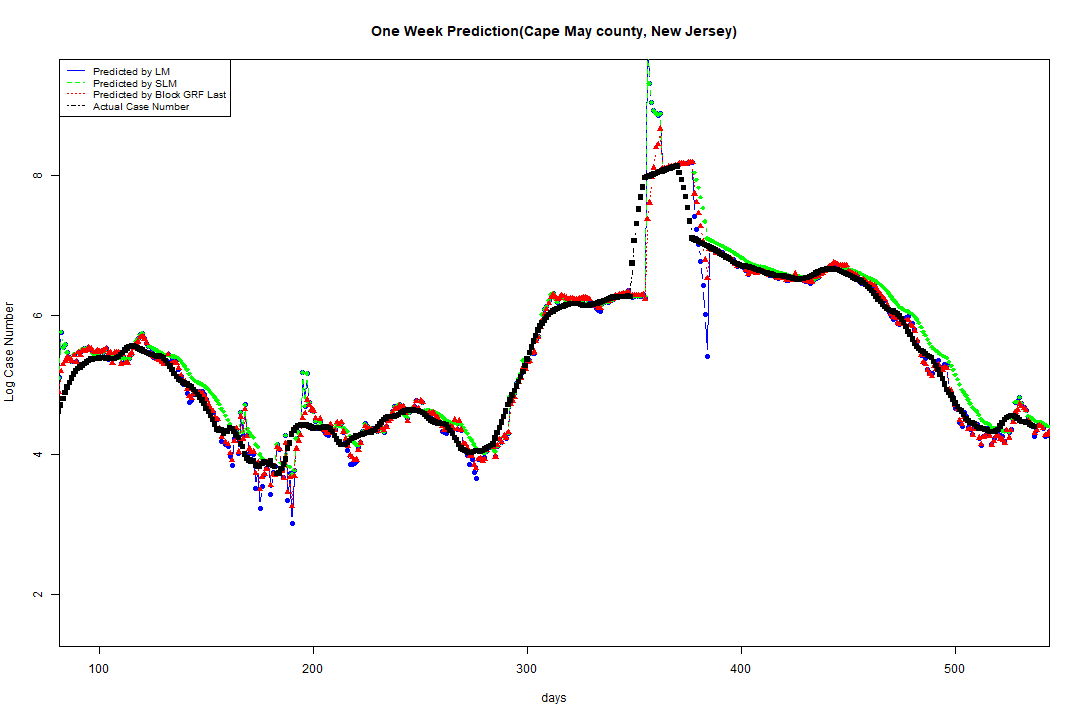 One Week Prediction(Cape May county, New Jersey)
Predicted by LM
Predicted by SLM
Predicted by Block GRF Last
Actual Case Number
8
6
4
2
Log Case Number
100 200 300 400 500
days